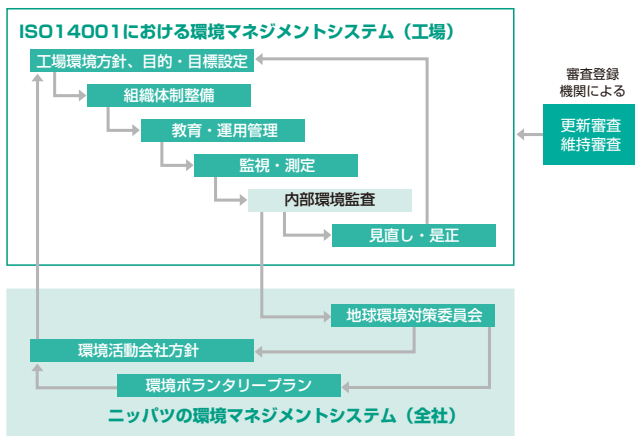 ISO14001における環境マネジメントシステム（工場）
工場環境方針、目的・目標設定
組織体制整備
教育・運用管理
監視・測定
内部環境監査
見直し・是正
審査登録
機関による
更新審査
維持審査
地球環境対策委員会
環境活動会社方針
環境ボランタリープラン
ニッパツの環境マネジメントシステム（全社）